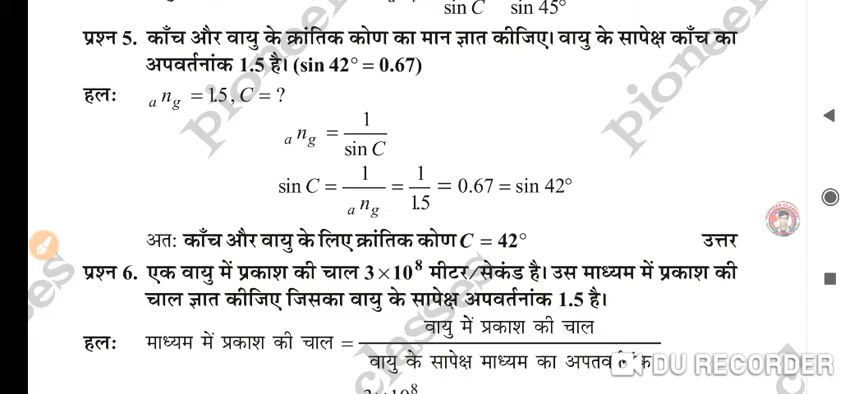 sin C sin 45°
प्रश्न 5. काँच और वायु के क्रांतिक कोण का मान ज्ञात कीजिए। वायु के सापेक्ष काँच का
अपवर्तनांक 1.5 है। (sin 42° = 0.67)
हल: ₐn_g = 1.5, C = ?
ₐn_g = 1 / sin C
sin C = 1 / ₐn_g = 1 / 1.5 = 0.67 = sin 42°
अत: काँच और वायु के लिए क्रांतिक कोण C = 42° उत्तर
प्रश्न 6. एक वायु में प्रकाश की चाल 3×10⁸ मीटर/सेकंड है। उस माध्यम में प्रकाश की
चाल ज्ञात कीजिए जिसका वायु के सापेक्ष अपवर्तनांक 1.5 है।
हल: माध्यम में प्रकाश की चाल = वायु में प्रकाश की चाल / वायु के सापेक्ष माध्यम का
DU RECORDER